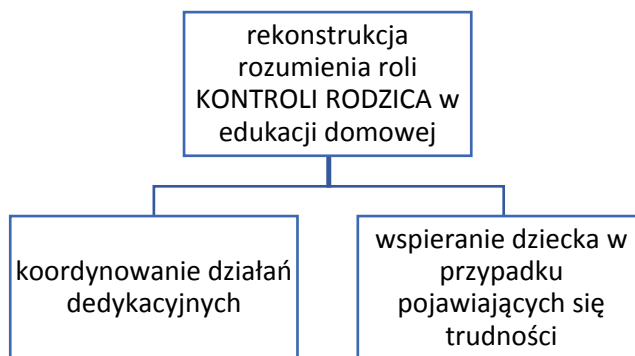 rekonstrukcja
rozumienia roli
KONTROLI RODZICA w
edukacji domowej
koordynowanie działań
dedykacyjnych
wspieranie dziecka w
przypadku
pojawiających się
trudności